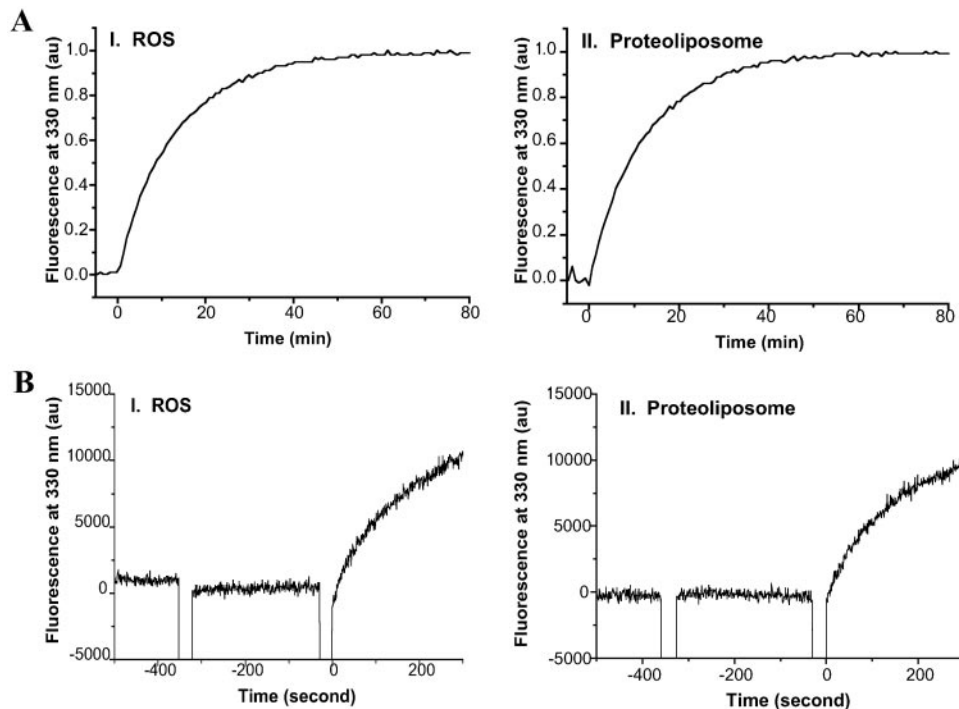 A
I. ROS
Fluorescence at 330 nm (au)
1.0
0.8
0.6
0.4
0.2
0.0
0 20 40 60 80
Time (min)
II. Proteoliposome
Fluorescence at 330 nm (au)
1.0
0.8
0.6
0.4
0.2
0.0
0 20 40 60 80
Time (min)
B
I. ROS
Fluorescence at 330 nm (au)
15000
10000
5000
0
-5000
-400 -200 0 200
Time (second)
II. Proteoliposome
Fluorescence at 330 nm (au)
15000
10000
5000
0
-5000
-400 -200 0 200
Time (second)